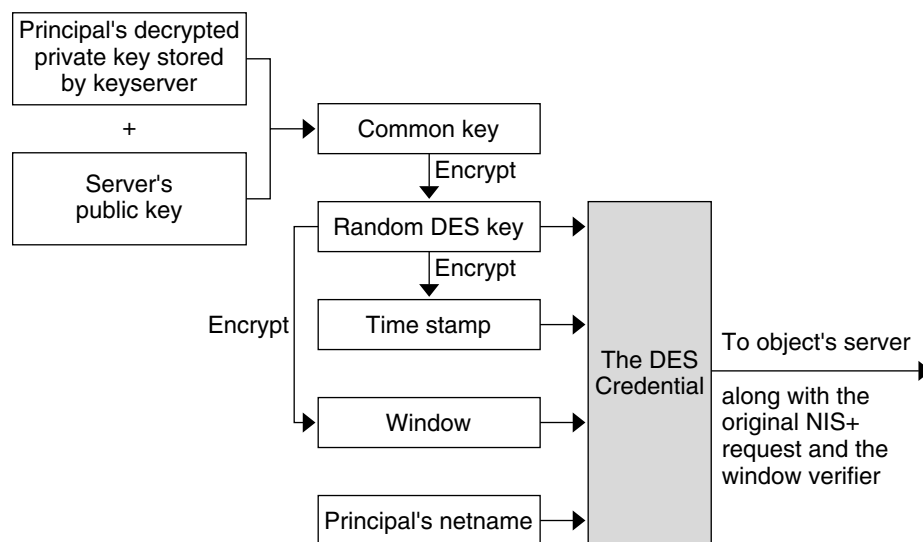 Principal's decrypted
private key stored
by keyserver
+
Server's
public key
Common key
Encrypt
Random DES key
Encrypt
Encrypt
Time stamp
Window
Principal's netname
The DES
Credential
To object's server
along with the
original NIS+
request and the
window verifier